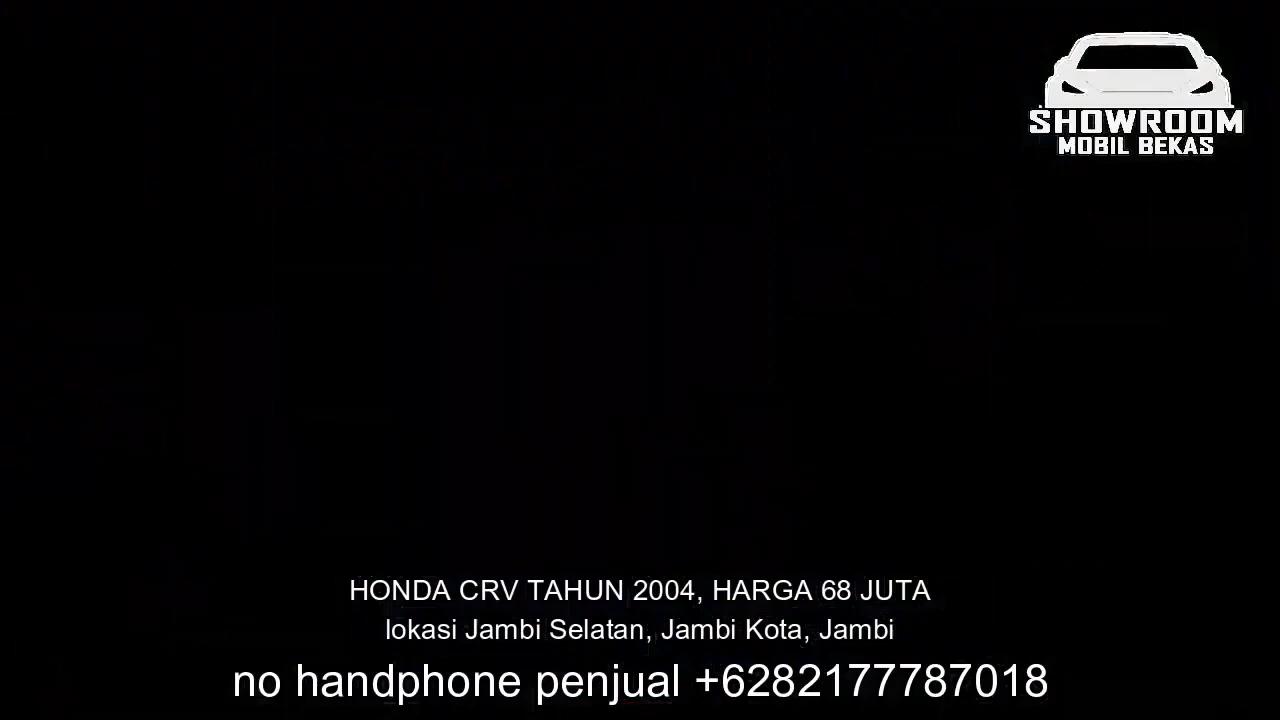 SHOWROOM
MOBIL BEKAS
HONDA CRV TAHUN 2004, HARGA 68 JUTA
lokasi Jambi Selatan, Jambi Kota, Jambi
no handphone penjual +6282177787018